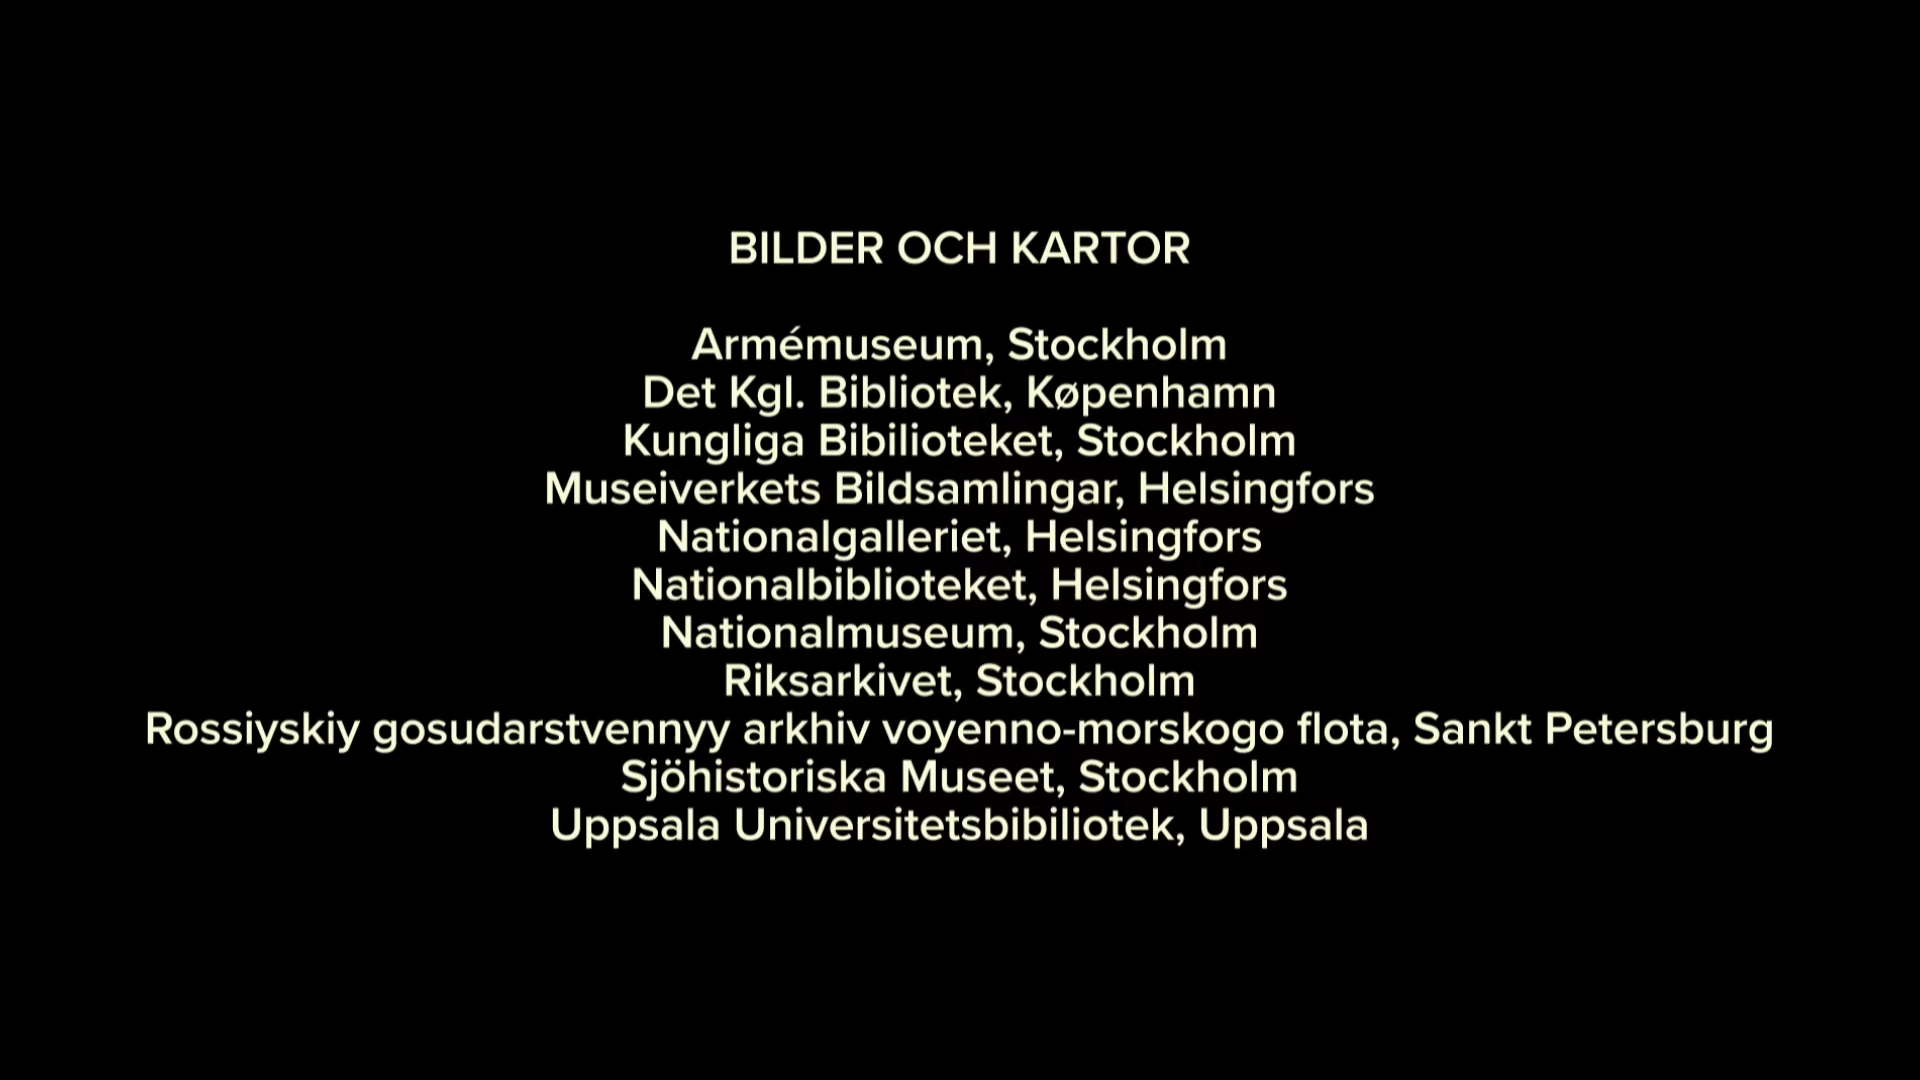 BILDER OCH KARTOR
Armémuseum, Stockholm
Det Kgl. Bibliotek, Køpenhamn
Kungliga Bibilioteket, Stockholm
Museiverkets Bildsamlingar, Helsingfors
Nationalgalleriet, Helsingfors
Nationalbiblioteket, Helsingfors
Nationalmuseum, Stockholm
Riksarkivet, Stockholm
Rossiyskiy gosudarstvennyy arkhiv voyenno-morskogo flota, Sankt Petersburg
Sjöhistoriska Museet, Stockholm
Uppsala Universitetsbibiliotek, Uppsala